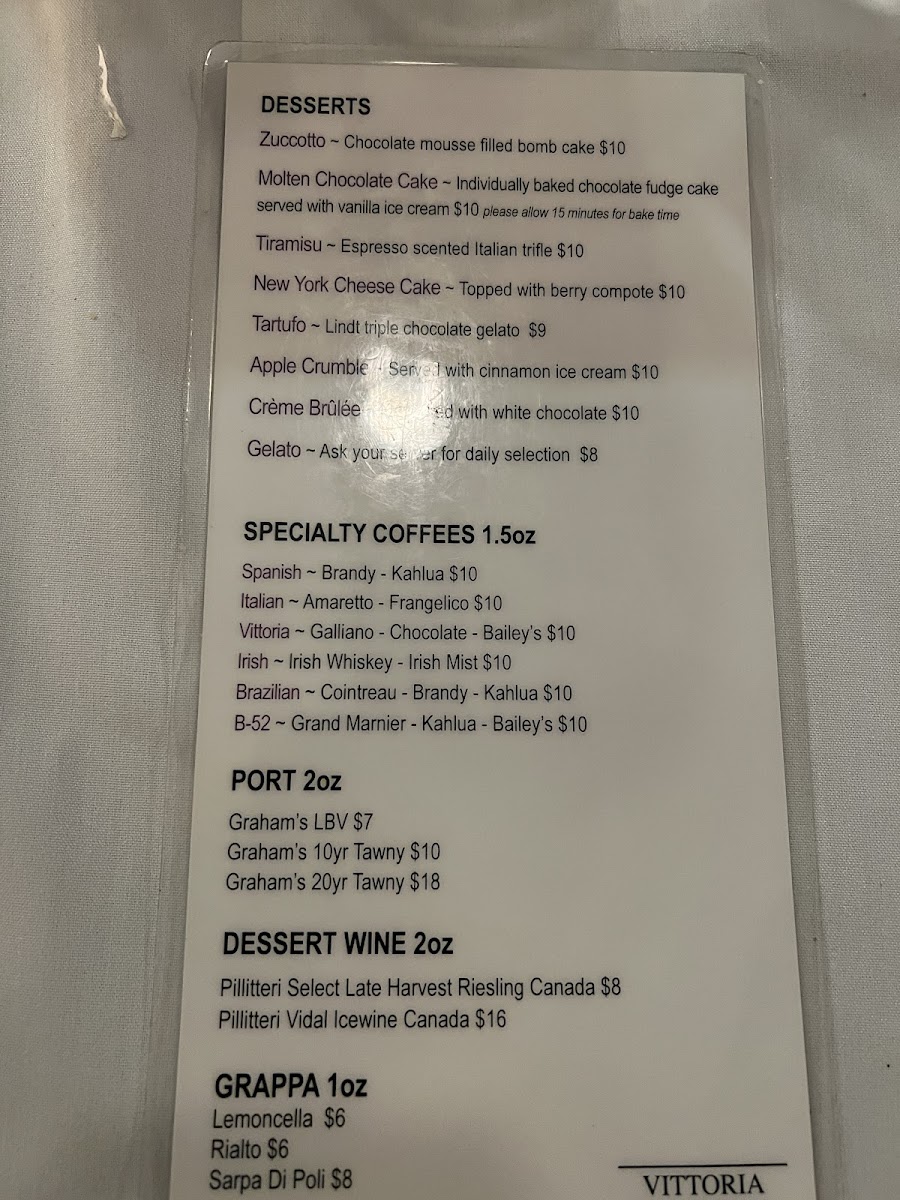 DESSERTS
Zuccotto ~ Chocolate mousse filled bomb cake $10
Molten Chocolate Cake ~ Individually baked chocolate fudge cake
served with vanilla ice cream $10 please allow 15 minutes for bake time
Tiramisu ~ Espresso scented Italian trifle $10
New York Cheese Cake ~ Topped with berry compote $10
Tartufo ~ Lindt triple chocolate gelato $9
Apple Crumble ~ Served with cinnamon ice cream $10
Crème Brûlée with white chocolate $10
Gelato ~ Ask your server for daily selection $8
SPECIALTY COFFEES 1.5oz
Spanish ~ Brandy - Kahlua $10
Italian ~ Amaretto - Frangelico $10
Vittoria ~ Galliano - Chocolate - Bailey's $10
Irish ~ Irish Whiskey - Irish Mist $10
Brazilian ~ Cointreau - Brandy - Kahlua $10
B-52 ~ Grand Marnier - Kahlua - Bailey's $10
PORT 2oz
Graham's LBV $7
Graham's 10yr Tawny $10
Graham's 20yr Tawny $18
DESSERT WINE 2oz
Pillitteri Select Late Harvest Riesling Canada $8
Pillitteri Vidal Icewine Canada $16
GRAPPA 1oz
Lemoncella $6
Rialto $6
Sarpa Di Poli $8
VITTORIA